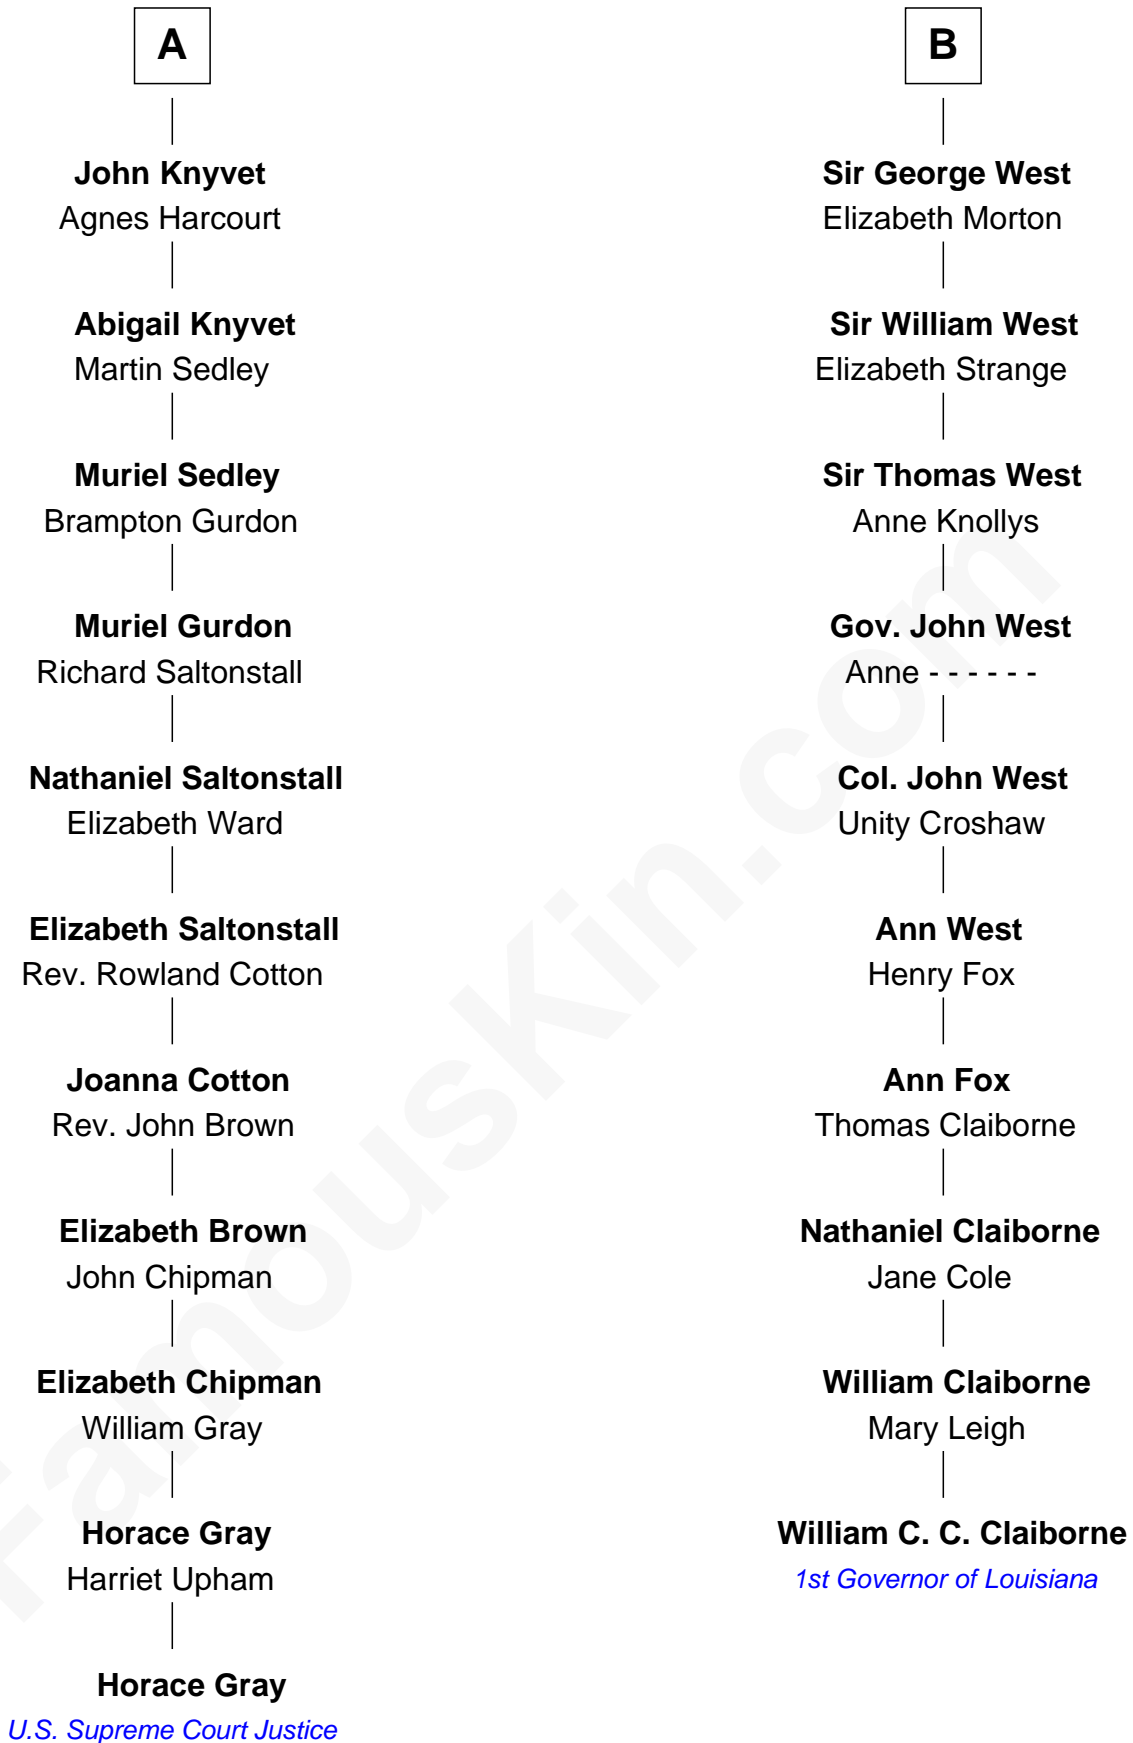 A
John Knyvet
Agnes Harcourt
Abigail Knyvet
Martin Sedley
Muriel Sedley
Brampton Gurdon
Muriel Gurdon
Richard Saltonstall
Nathaniel Saltonstall
Elizabeth Ward
Elizabeth Saltonstall
Rev. Rowland Cotton
Joanna Cotton
Rev. John Brown
Elizabeth Brown
John Chipman
Elizabeth Chipman
William Gray
Horace Gray
Harriet Upham
Horace Gray
U.S. Supreme Court Justice
B
Sir George West
Elizabeth Morton
Sir William West
Elizabeth Strange
Sir Thomas West
Anne Knollys
Gov. John West
Anne - - - - - -
Col. John West
Unity Croshaw
Ann West
Henry Fox
Ann Fox
Thomas Claiborne
Nathaniel Claiborne
Jane Cole
William Claiborne
Mary Leigh
William C. C. Claiborne
1st Governor of Louisiana
FamousKin.com